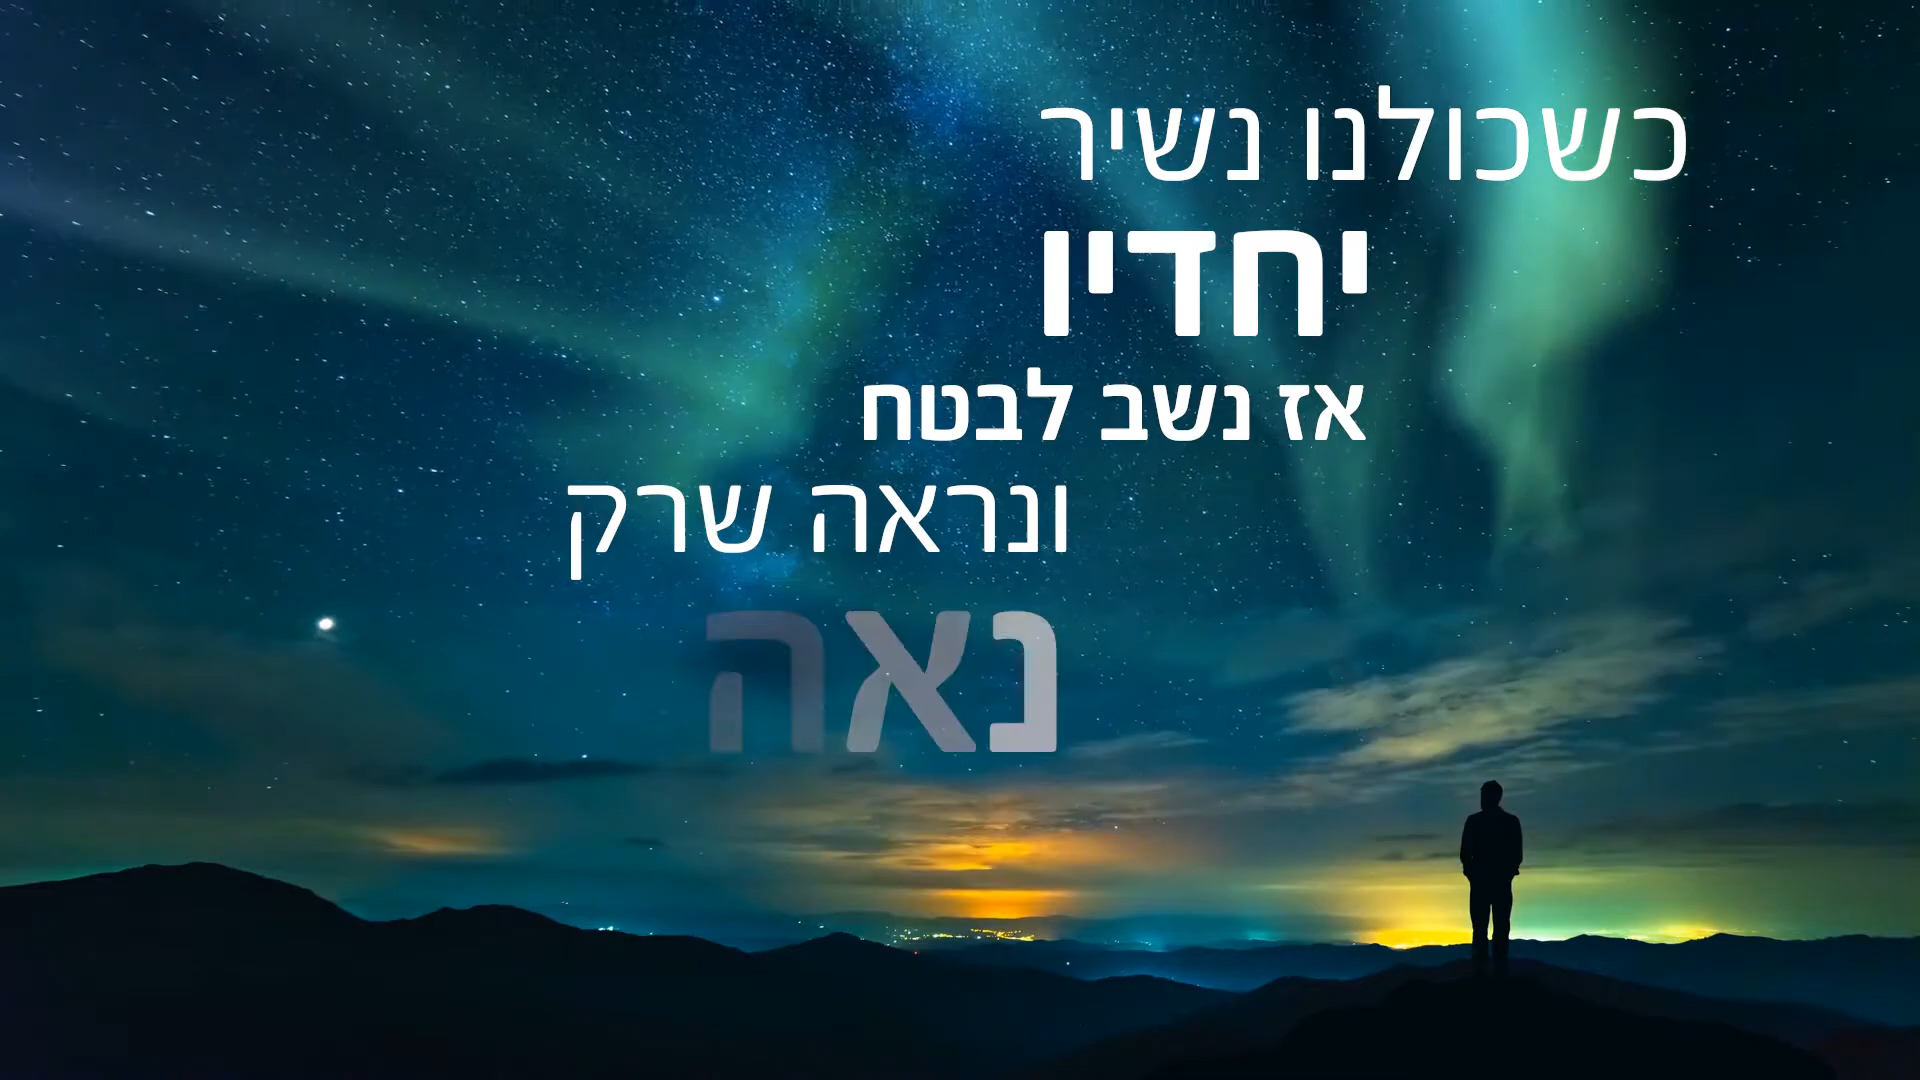 כשכולנו נשיר
יחדיו
אז נשב לבטח
ונראה שרק
נאה